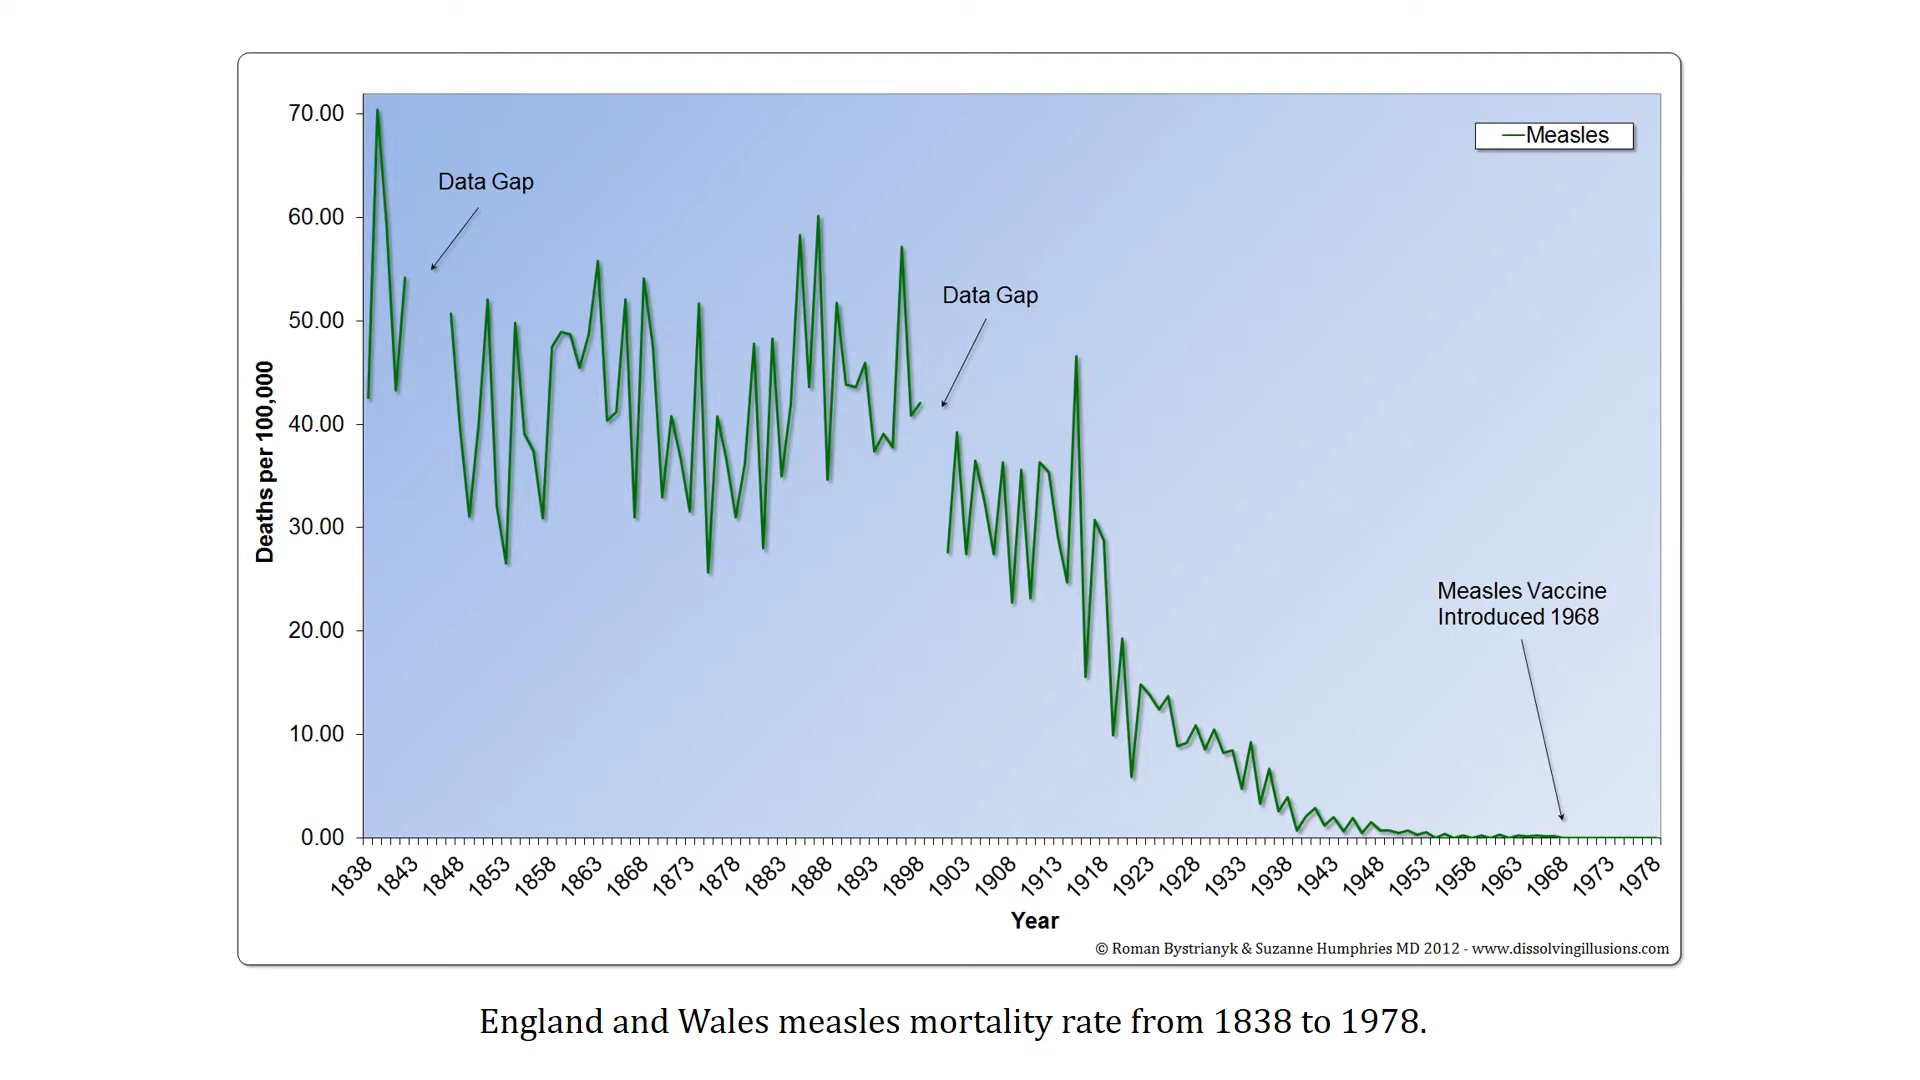 70.00
60.00
50.00
40.00
30.00
20.00
10.00
0.00
Deaths per 100,000
Data Gap
Data Gap
Measles
Measles Vaccine
Introduced 1968
1838 1843 1848 1853 1858 1863 1868 1873 1878 1883 1888 1893 1898 1903 1908 1913 1918 1923 1928 1933 1938 1943 1948 1953 1958 1963 1968 1973 1978
Year
© Roman Bystrianyk & Suzanne Humphries MD 2012 - www.dissolvingillusions.com
England and Wales measles mortality rate from 1838 to 1978.